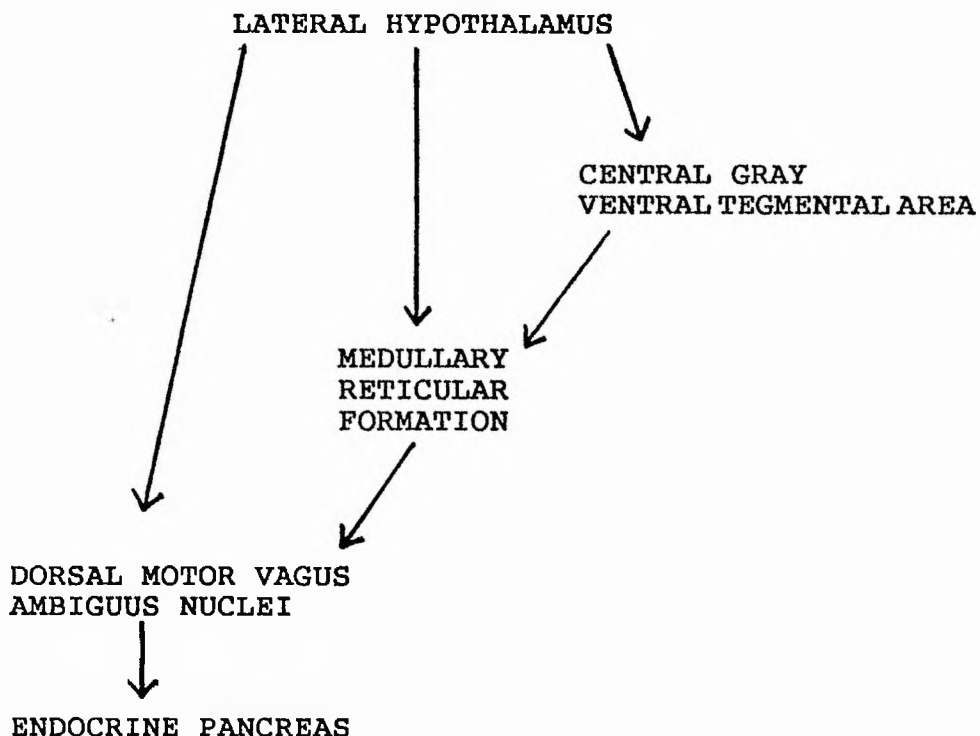 LATERAL HYPOTHALAMUS
CENTRAL GRAY
VENTRAL TEGMENTAL AREA
MEDULLARY
RETICULAR
FORMATION
DORSAL MOTOR VAGUS
AMBIGUUS NUCLEI
ENDOCRINE PANCREAS